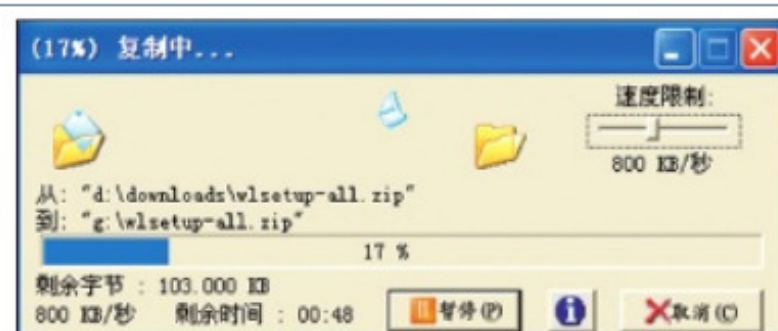 (17%) 复制中...
速度限制:
800 KB/秒
从: "d:\downloads\wlsetup-all.zip"
到: "g:\wlsetup-all.zip"
17 %
剩余字节 : 103.000 KB
800 KB/秒 剩余时间 : 00:48
暂停(P)
取消(C)